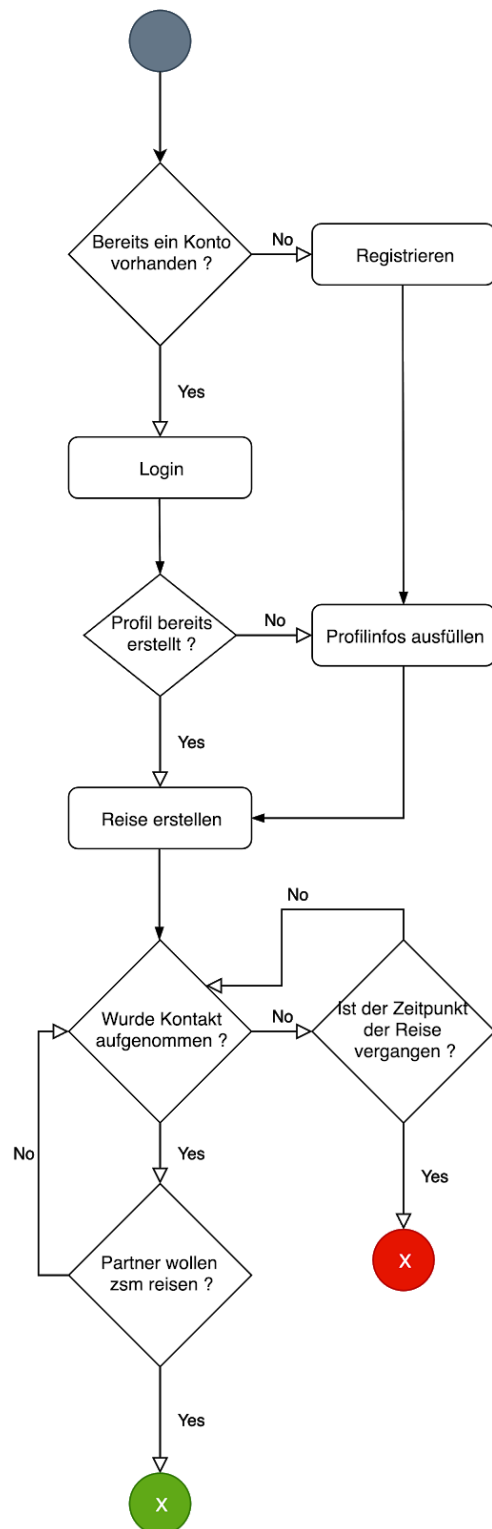 Bereits ein Konto
vorhanden ?
No
Registrieren
Yes
Login
Profil bereits
erstellt ?
No
Profilinfos ausfüllen
Yes
Reise erstellen
No
Wurde Kontakt
aufgenommen ?
No
Ist der Zeitpunkt
der Reise
vergangen ?
No
Yes
Yes
Partner wollen
zsm reisen ?
X
Yes
X